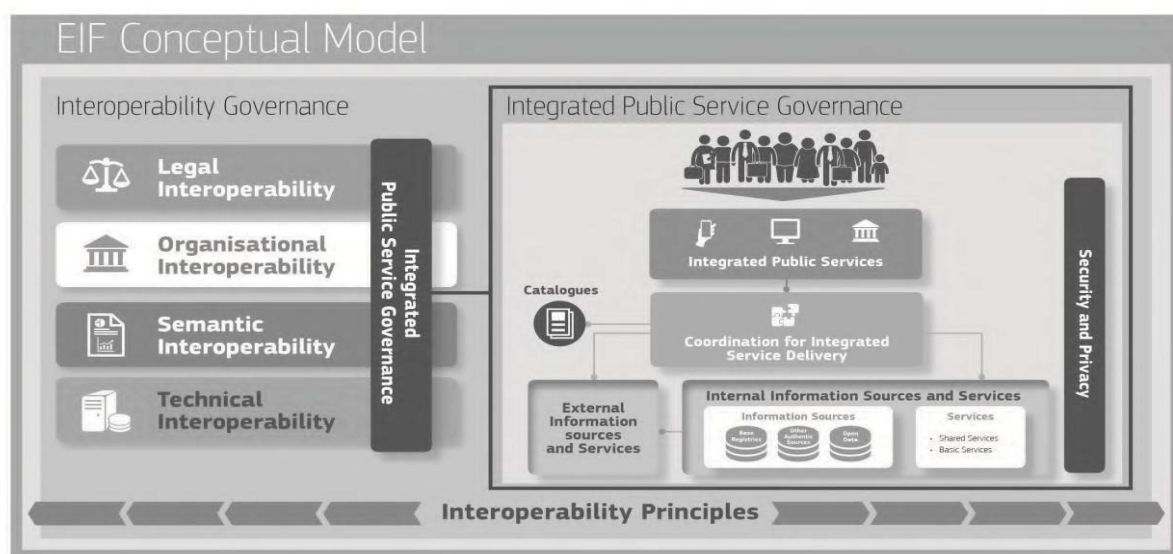 EIF Conceptual Model
Interoperability Governance
Legal
Interoperability
Organisational
Interoperability
Semantic
Interoperability
Technical
Interoperability
Integrated
Public Service Governance
Integrated Public Service Governance
Integrated Public Services
Catalogues
Coordination for Integrated
Service Delivery
External
Information
sources
and Services
Internal Information Sources and Services
Information Sources
Base
Registries
Other
Authentic
Sources
Open
Data
Services
• Shared Services
• Basic Services
Security and Privacy
Interoperability Principles